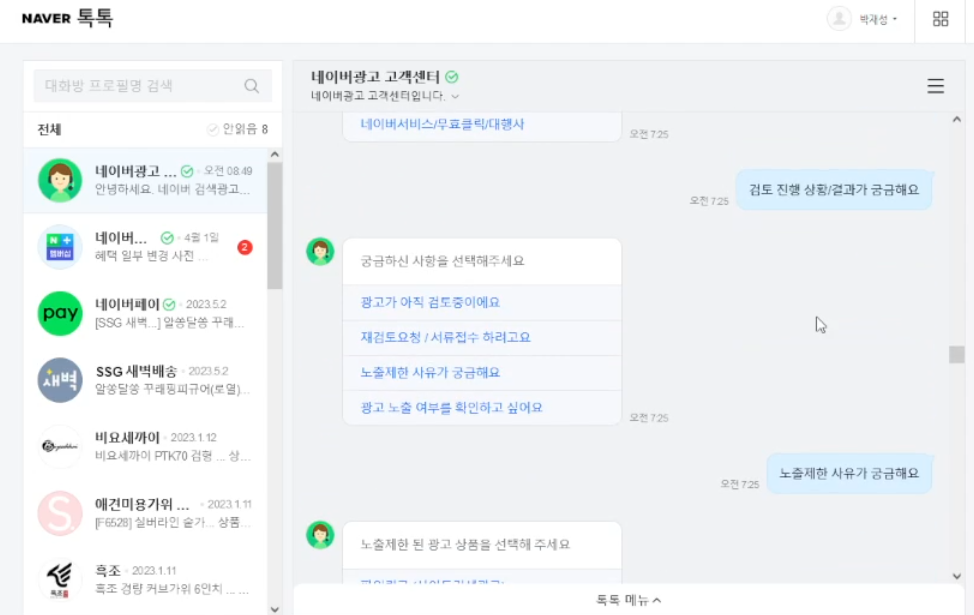 NAVER 톡톡
박재성
대화방 프로필명 검색
전체
안읽음 8
네이버광고 ... 오전 08:49
안녕하세요. 네이버 검색광고...
N +
멤버십
네이버... 4월 1일
혜택 일부 변경 사전 ...
2
pay
네이버페이 2023.5.2
[SSG 새벽...] 알쏭달쏭 꾸래...
새벽
SSG 새벽배송 2023.5.2
알쏭달쏭 꾸래핑피규어(로열)...
비요세까이 2023.1.12
비요세까이 PTK70 검형 ... 상...
S.
애견미용가위 ... 2023.1.11
[F6528] 실버라인 숱가... 상품...
흑조 2023.1.11
흑조 경량 커브가위 6인치 ... ...
네이버광고 고객센터
네이버광고 고객센터입니다.
네이버서비스/무효클릭/대행사
오전 7:25
검토 진행 상황/결과가 궁금해요
오전 7:25
궁금하신 사항을 선택해주세요
광고가 아직 검토중이에요
재검토요청 / 서류접수 하려고요
노출제한 사유가 궁금해요
광고 노출 여부를 확인하고 싶어요
오전 7:25
노출제한 사유가 궁금해요
오전 7:25
노출제한 된 광고 상품을 선택해 주세요
톡톡 메뉴